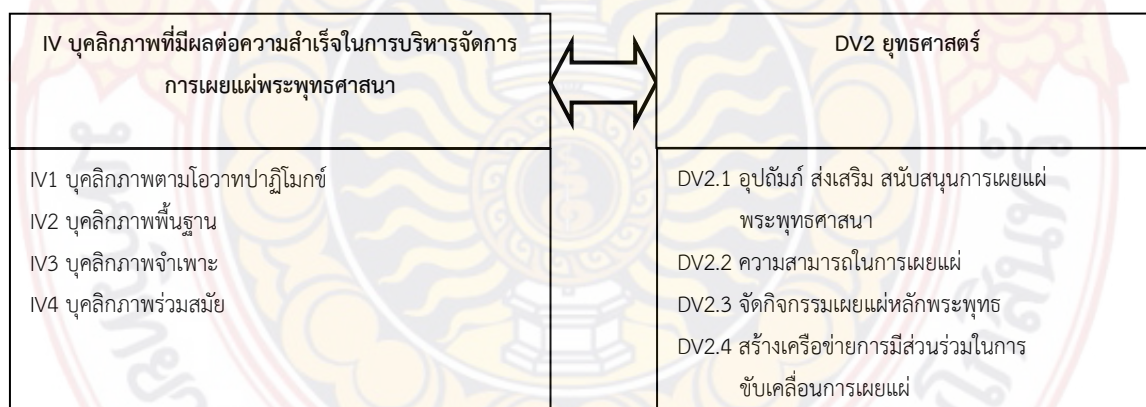 IV บุคลิกภาพที่มีผลต่อความสำเร็จในการบริหารจัดการ
การเผยแผ่พระพุทธศาสนา
DV2 ยุทธศาสตร์
IV1 บุคลิกภาพตามโอวาทปาฏิโมกข์
IV2 บุคลิกภาพพื้นฐาน
IV3 บุคลิกภาพจำเพาะ
IV4 บุคลิกภาพร่วมสมัย
DV2.1 อุปถัมภ์ ส่งเสริม สนับสนุนการเผยแผ่
พระพุทธศาสนา
DV2.2 ความสามารถในการเผยแผ่
DV2.3 จัดกิจกรรมเผยแผ่หลักพระพุทธ
DV2.4 สร้างเครือข่ายการมีส่วนร่วมในการ
ขับเคลื่อนการเผยแผ่